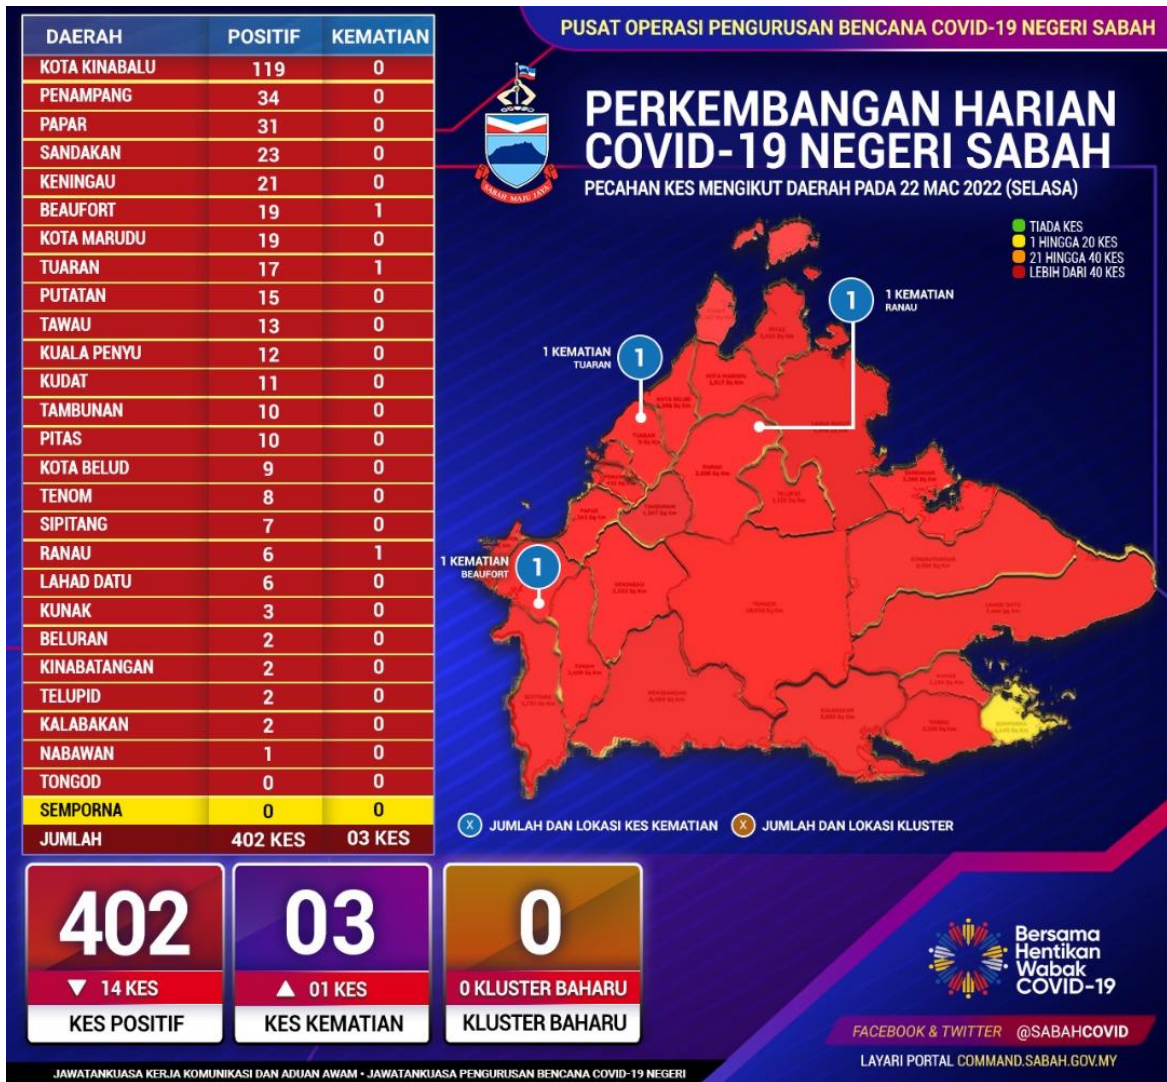 PUSAT OPERASI PENGURUSAN BENCANA COVID-19 NEGERI SABAH
PERKEMBANGAN HARIAN
COVID-19 NEGERI SABAH
PECAHAN KES MENGIKUT DAERAH PADA 22 MAC 2022 (SELASA)
SABAH MAJU JAYA
DAERAH POSITIF KEMATIAN
KOTA KINABALU 119 0
PENAMPANG 34 0
PAPAR 31 0
SANDAKAN 23 0
KENINGAU 21 0
BEAUFORT 19 1
KOTA MARUDU 19 0
TUARAN 17 1
PUTATAN 15 0
TAWAU 13 0
KUALA PENYU 12 0
KUDAT 11 0
TAMBUNAN 10 0
PITAS 10 0
KOTA BELUD 9 0
TENOM 8 0
SIPITANG 7 0
RANAU 6 1
LAHAD DATU 6 0
KUNAK 3 0
BELURAN 2 0
KINABATANGAN 2 0
TELUPID 2 0
KALABAKAN 2 0
NABAWAN 1 0
TONGOD 0 0
SEMPORNA 0 0
JUMLAH 402 KES 03 KES
TIADA KES
1 HINGGA 20 KES
21 HINGGA 40 KES
LEBIH DARI 40 KES
1
1 KEMATIAN
RANAU
1 KEMATIAN
TUARAN
1
1 KEMATIAN
BEAUFORT
1
X JUMLAH DAN LOKASI KES KEMATIAN
X JUMLAH DAN LOKASI KLUSTER
402
▼ 14 KES
KES POSITIF
03
▲ 01 KES
KES KEMATIAN
0
0 KLUSTER BAHARU
KLUSTER BAHARU
Bersama
Hentikan
Wabak
COVID-19
FACEBOOK & TWITTER @SABAHCOVID
LAYARI PORTAL COMMAND.SABAH.GOV.MY
JAWATANKUASA KERJA KOMUNIKASI DAN ADUAN AWAM • JAWATANKUASA PENGURUSAN BENCANA COVID-19 NEGERI